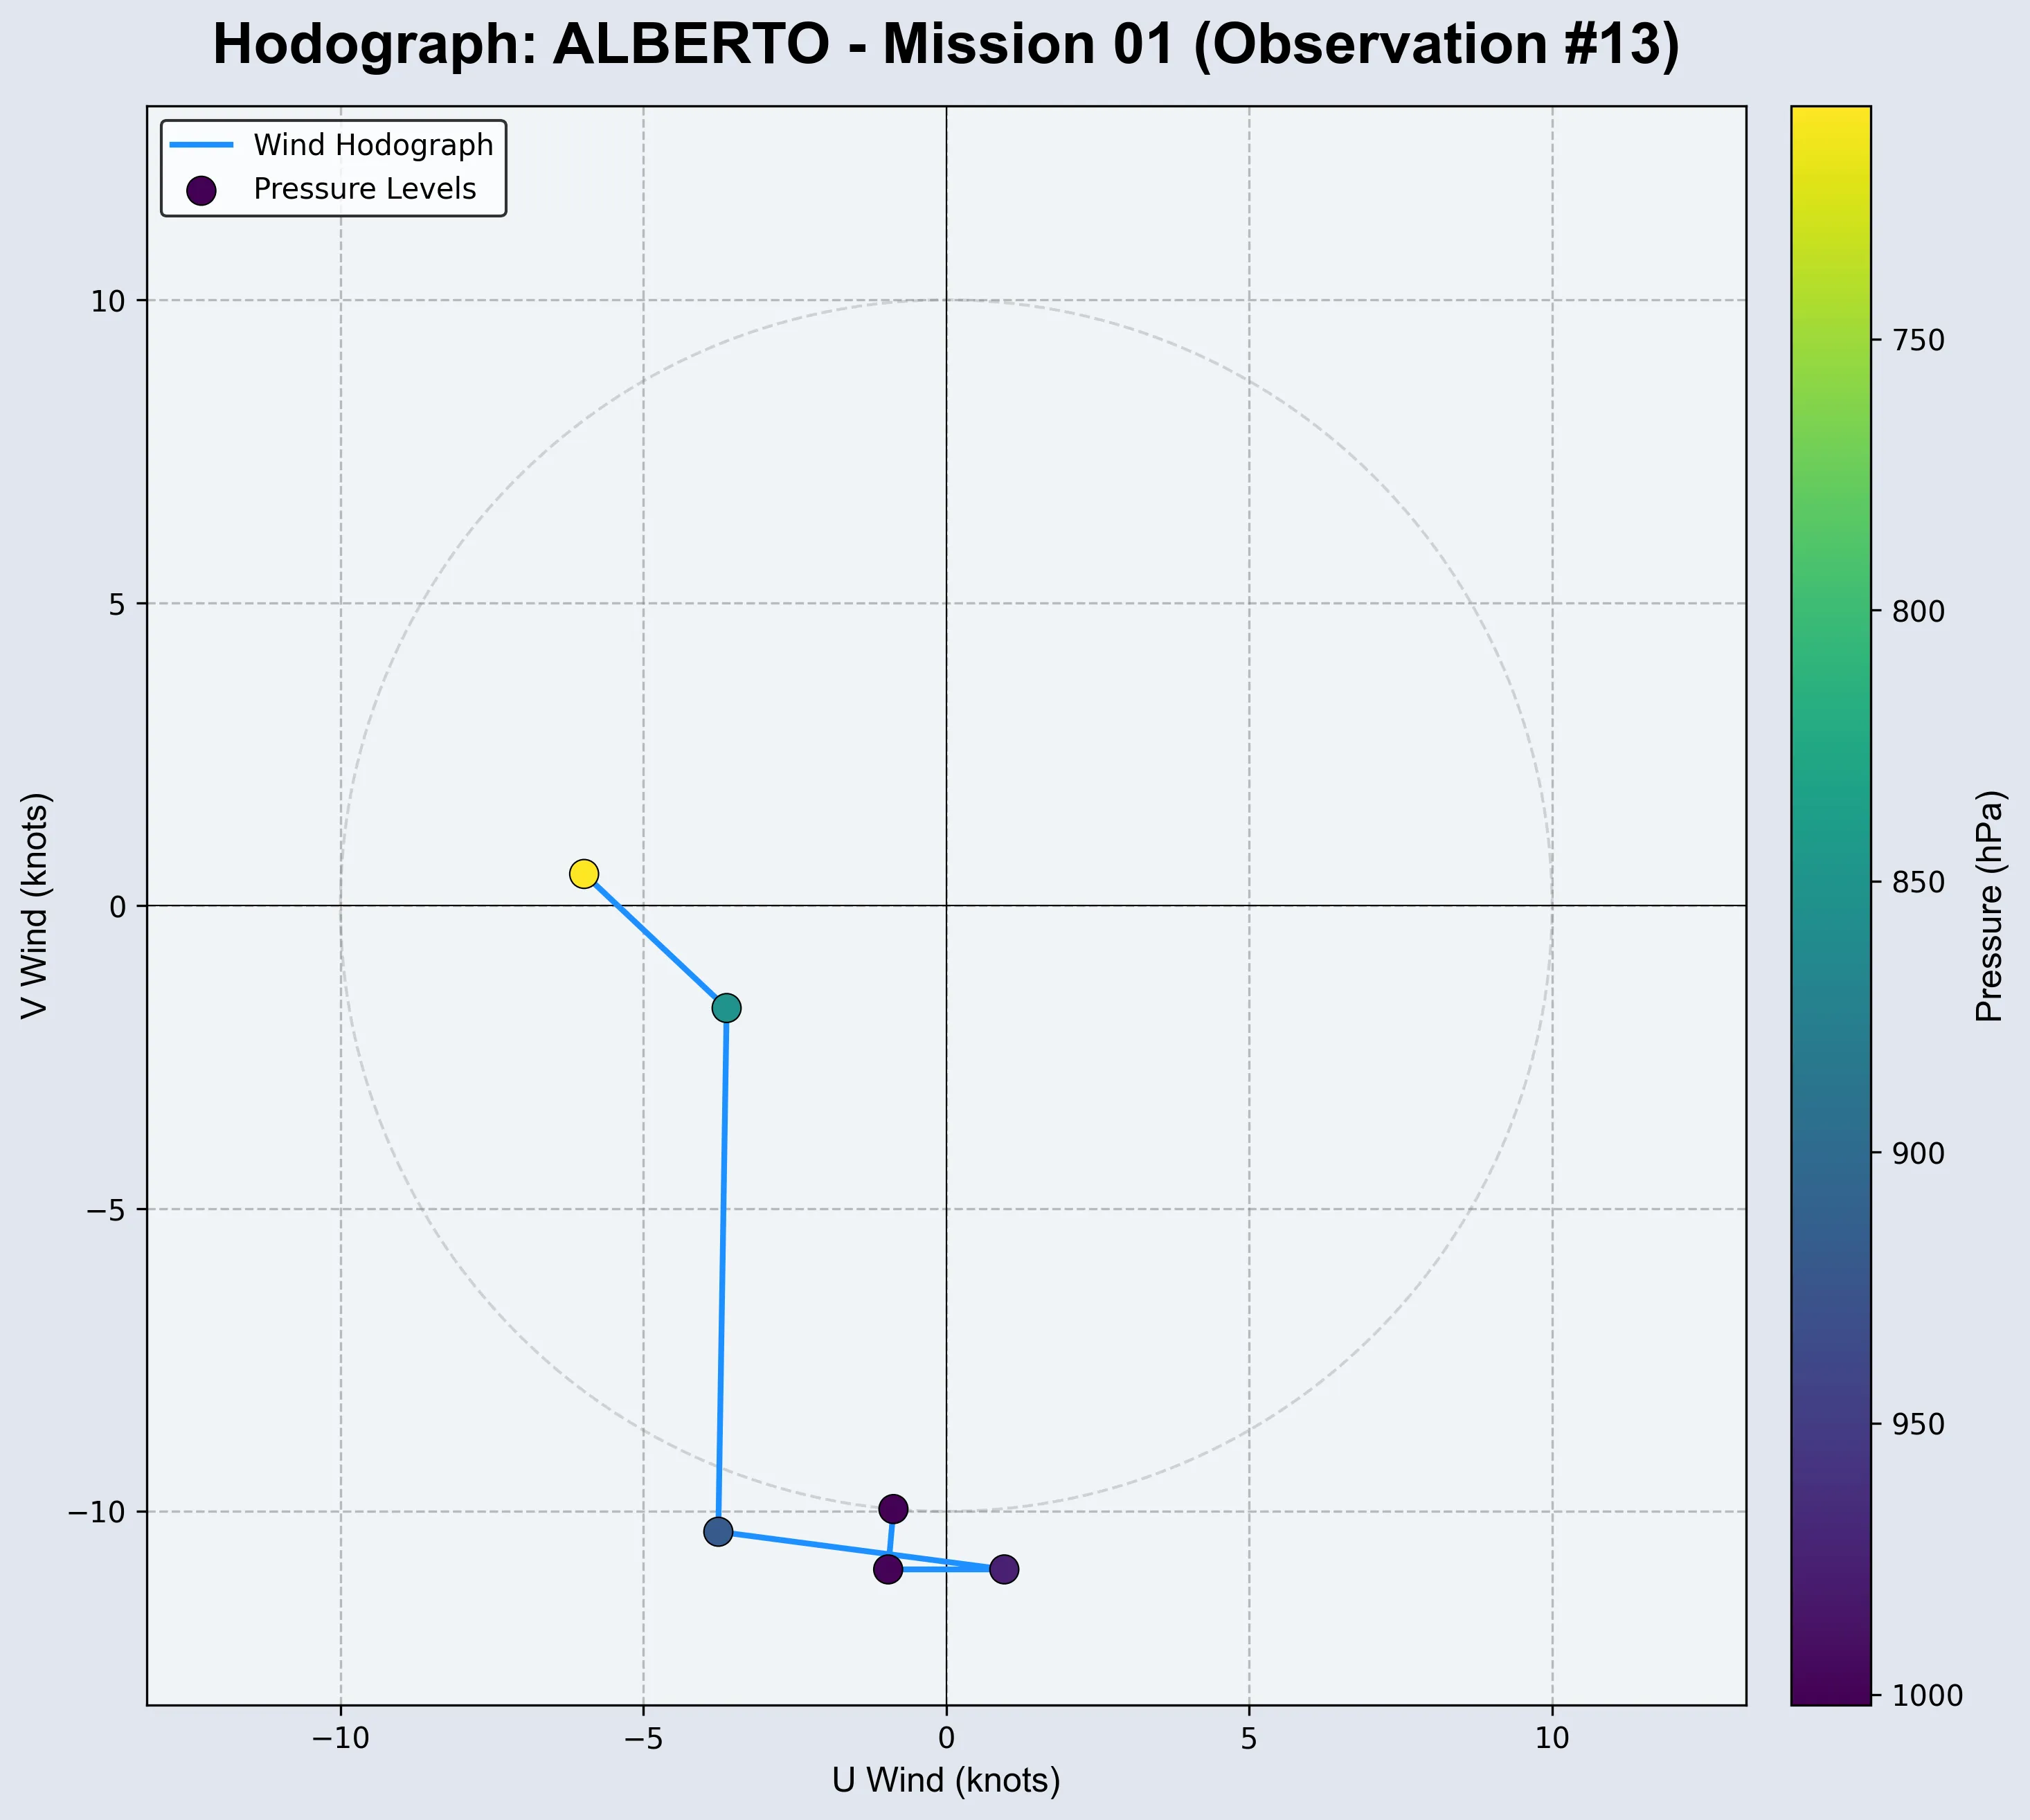 Hodograph: ALBERTO - Mission 01 (Observation #13)
Wind Hodograph
Pressure Levels
10
5
0
−5
−10
V Wind (knots)
−10
−5
0
5
10
U Wind (knots)
750
800
850
900
950
1000
Pressure (hPa)